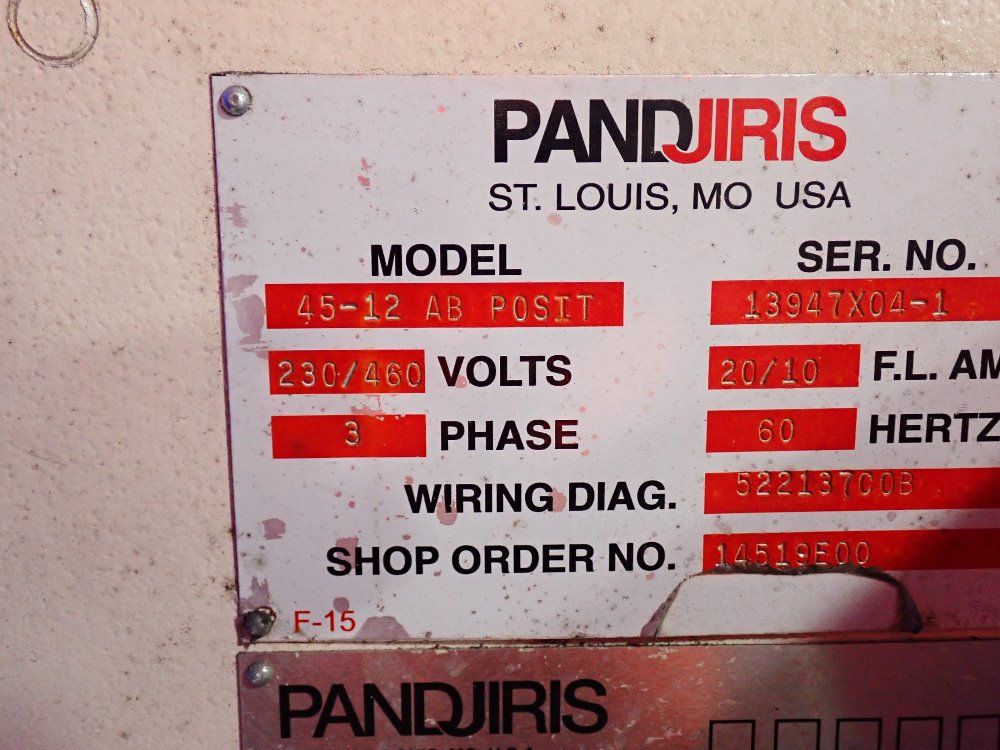 PANDJIRIS
ST. LOUIS, MO USA
MODEL SER. NO.
45-12 AB POSIT 13947X04-1
230/460 VOLTS 20/10 F.L. AM
3 PHASE 60 HERTZ
WIRING DIAG. 522137C0B
SHOP ORDER NO. 14519E00
F-15
PANDJIRIS